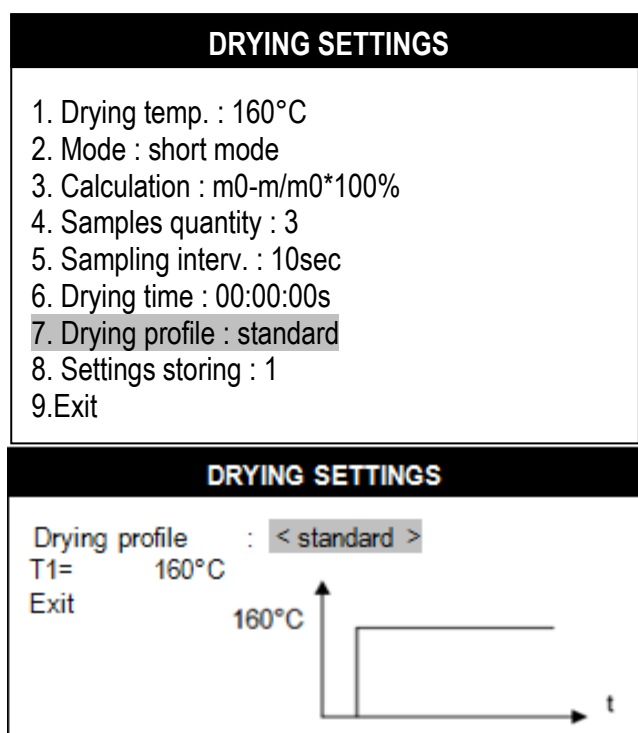 DRYING SETTINGS
1. Drying temp. : 160°C
2. Mode : short mode
3. Calculation : m0-m/m0*100%
4. Samples quantity : 3
5. Sampling interv. : 10sec
6. Drying time : 00:00:00s
7. Drying profile : standard
8. Settings storing : 1
9.Exit
DRYING SETTINGS
Drying profile : < standard >
T1= 160°C
Exit
160°C
t